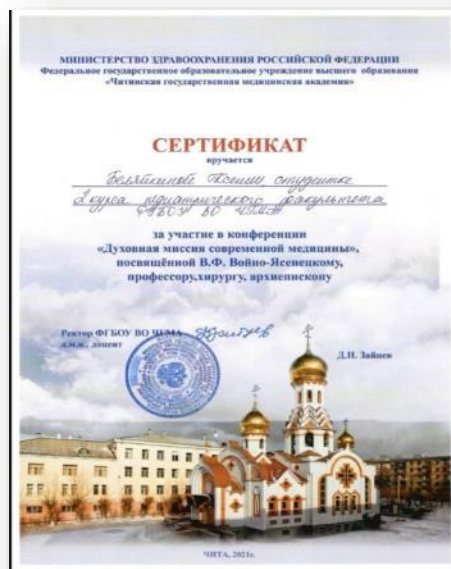 МИНИСТЕРСТВО ЗДРАВООХРАНЕНИЯ РОССИЙСКОЙ ФЕДЕРАЦИИ
Федеральное государственное образовательное учреждение высшего образования
«Читинская государственная медицинская академия»
СЕРТИФИКАТ
вручается
Беляйкиной Ксении студентке
2 курса педиатрического факультета
ФГБОУ ВО ЧГМА
за участие в конференции
«Духовная миссия современной медицины»,
посвящённой В.Ф. Войно-Ясенецкому,
профессору,хирургу, архиепископу
Ректор ФГБОУ ВО ЧГМА
д.м.н., доцент
Д.Н. Зайцев
ЧИТА, 2021г.